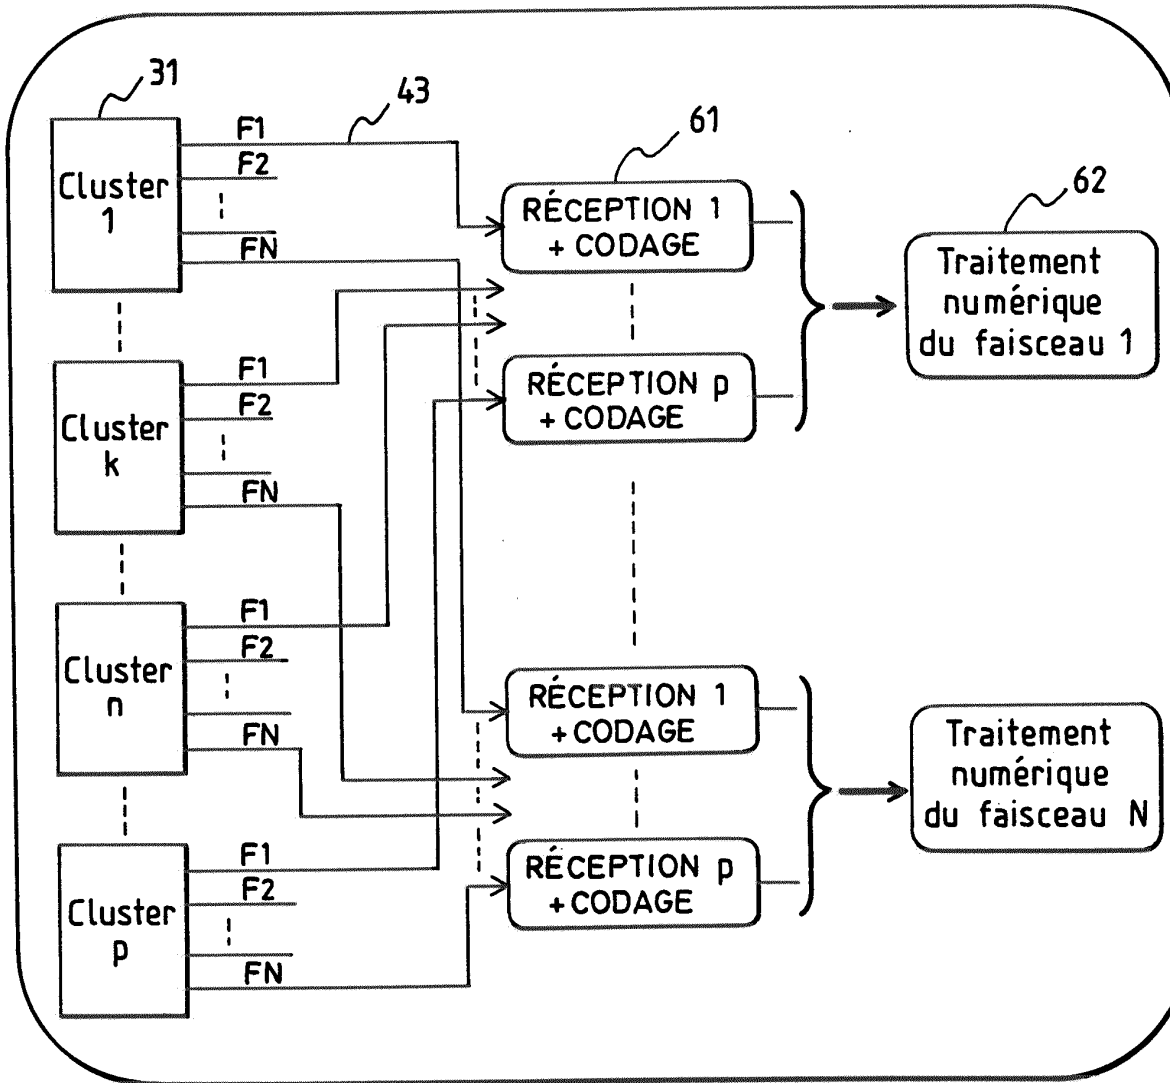 31
43
61
62
Cluster
1
F1
F2
FN
RÉCEPTION 1
+ CODAGE
Traitement
numérique
du faisceau 1
Cluster
k
F1
F2
FN
RÉCEPTION p
+ CODAGE
Cluster
n
F1
F2
FN
RÉCEPTION 1
+ CODAGE
Traitement
numérique
du faisceau N
Cluster
p
F1
F2
FN
RÉCEPTION p
+ CODAGE